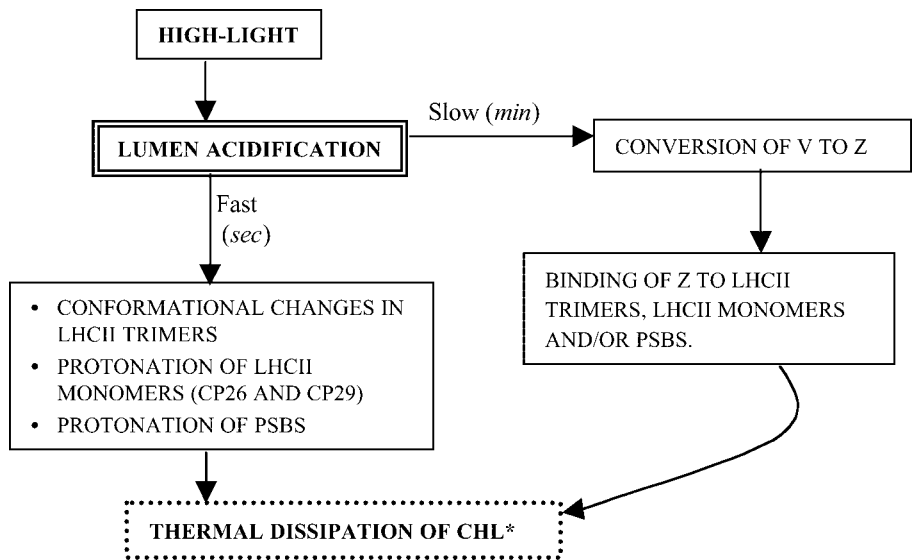 HIGH-LIGHT
Slow (min)
LUMEN ACIDIFICATION
CONVERSION OF V TO Z
Fast
(sec)
• CONFORMATIONAL CHANGES IN
LHCII TRIMERS
• PROTONATION OF LHCII
MONOMERS (CP26 AND CP29)
• PROTONATION OF PSBS
BINDING OF Z TO LHCII
TRIMERS, LHCII MONOMERS
AND/OR PSBS.
THERMAL DISSIPATION OF CHL*